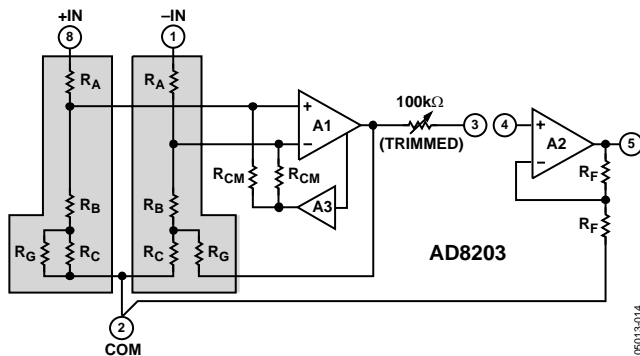 +IN
–IN
8
1
RA
RA
A1
+
–
100kΩ
(TRIMMED)
3
4
+
–
A2
5
RCM
RCM
A3
RF
RB
RB
RG
RC
RC
RG
RF
AD8203
2
COM
05013-014